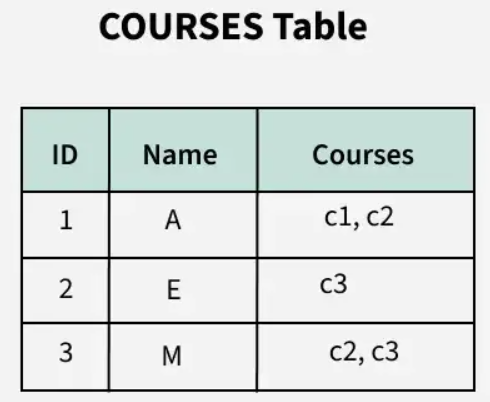 COURSES Table
ID Name Courses
1 A c1, c2
2 E c3
3 M c2, c3